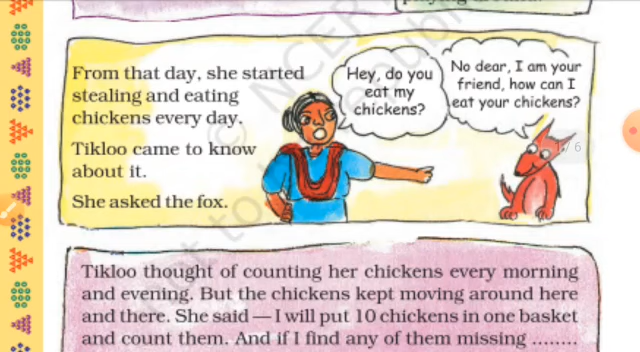 From that day, she started
stealing and eating
chickens every day.
Tikloo came to know
about it.
She asked the fox.
Hey, do you
eat my
chickens?
No dear, I am your
friend, how can I
eat your chickens?
/6
Tikloo thought of counting her chickens every morning
and evening. But the chickens kept moving around here
and there. She said — I will put 10 chickens in one basket
and count them. And if I find any of them missing ........